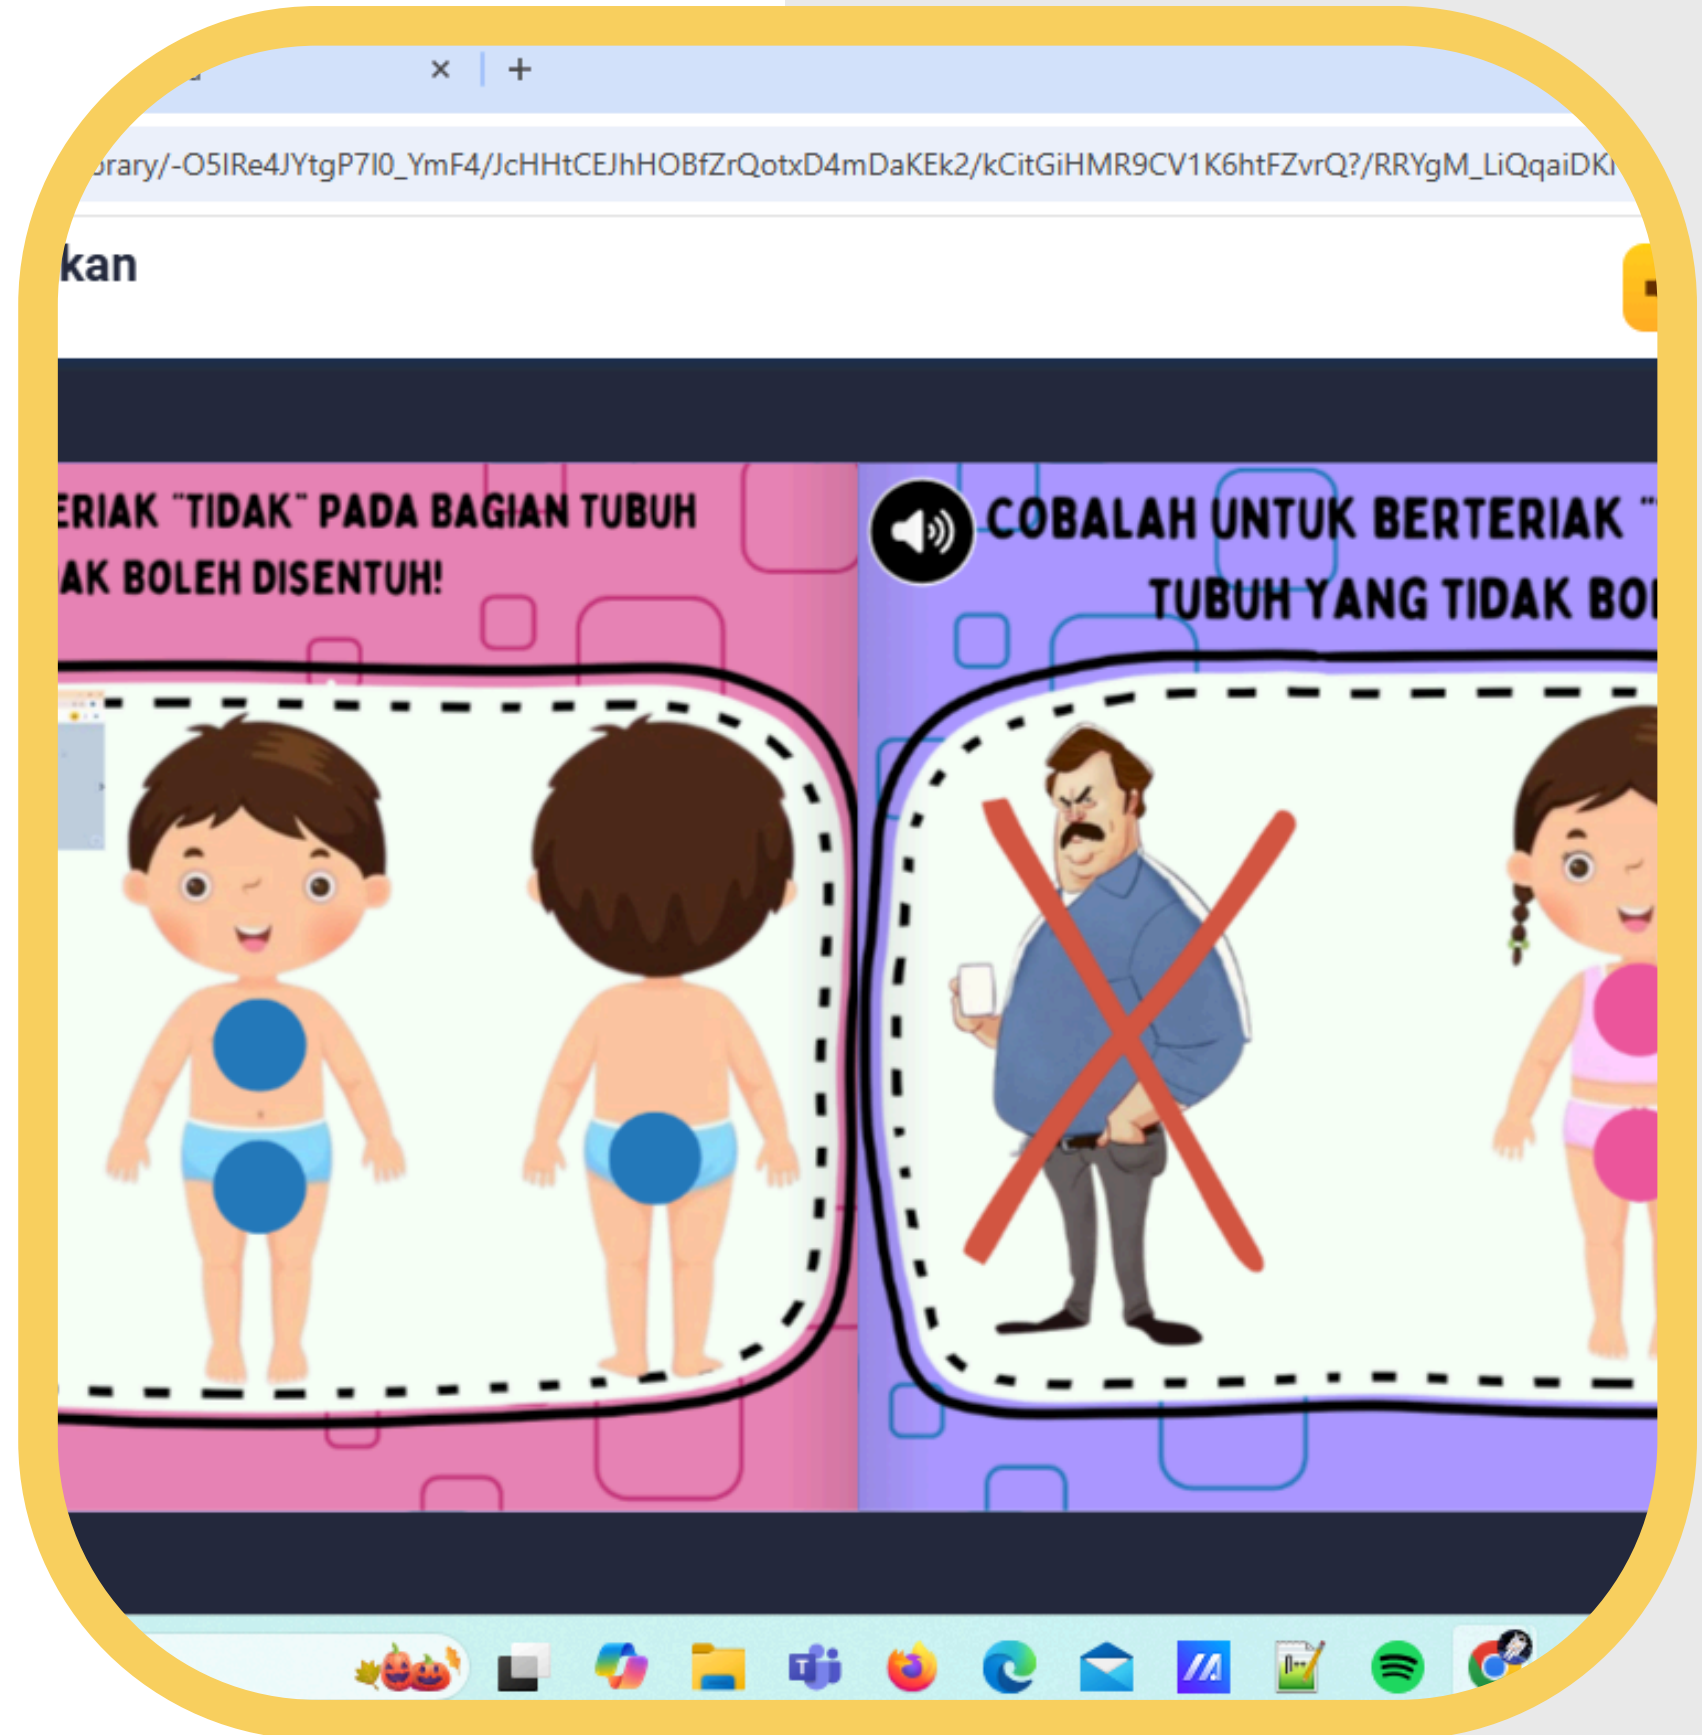 brary/-O5IRe4JYtgP7I0_YmF4/JcHHtCEJhHOBfZrQotxD4mDaKEk2/kCitGiHMR9CV1K6htFZvrQ?/RRYgM_LiQqaiDK
kan
ERIAK "TIDAK" PADA BAGIAN TUBUH
AK BOLEH DISENTUH!
COBALAH UNTUK BERTERIAK "
TUBUH YANG TIDAK BO